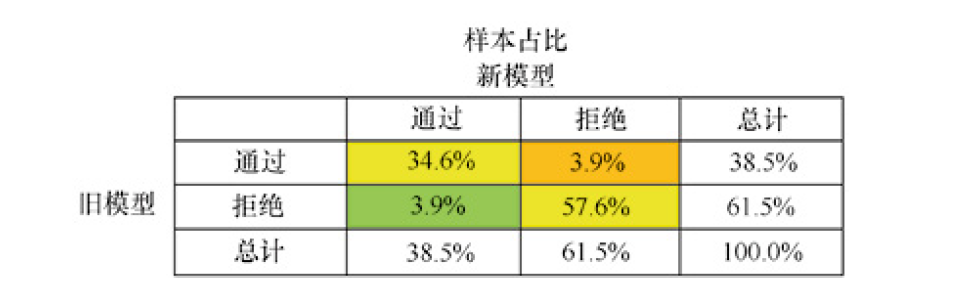 样本占比
新模型
通过 拒绝 总计
通过 34.6% 3.9% 38.5%
旧模型 拒绝 3.9% 57.6% 61.5%
总计 38.5% 61.5% 100.0%